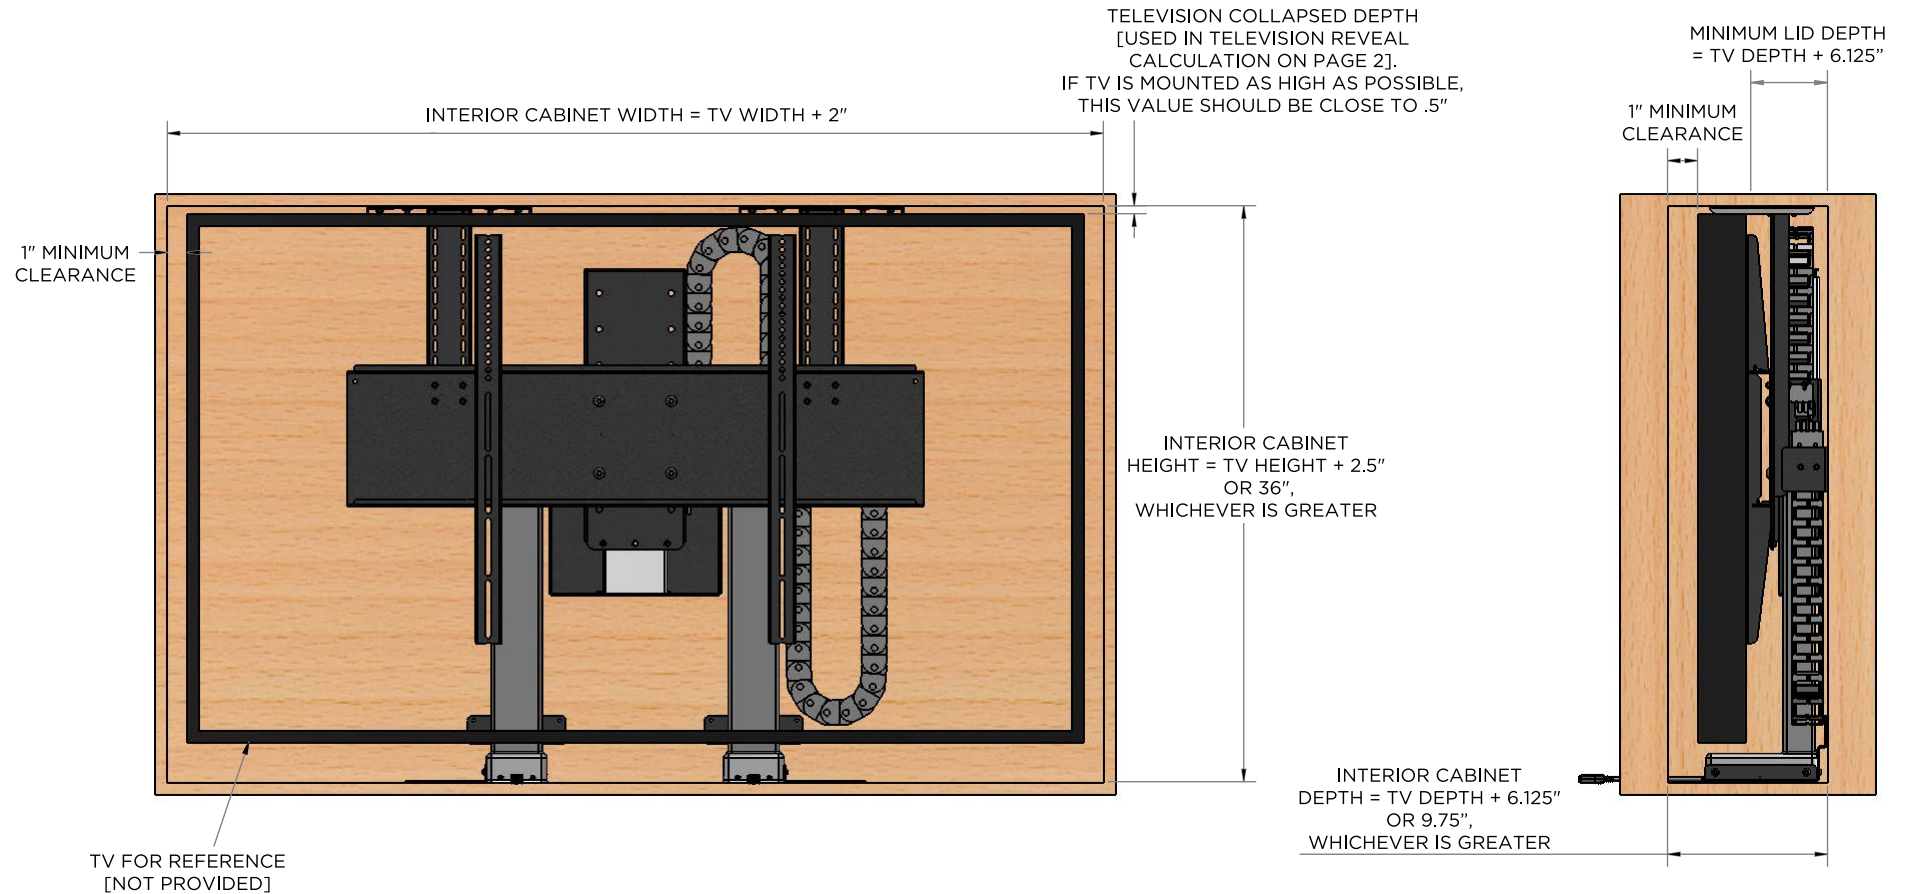 TELEVISION COLLAPSED DEPTH
[USED IN TELEVISION REVEAL
CALCULATION ON PAGE 2].
IF TV IS MOUNTED AS HIGH AS POSSIBLE,
THIS VALUE SHOULD BE CLOSE TO .5"
MINIMUM LID DEPTH
= TV DEPTH + 6.125”
INTERIOR CABINET WIDTH = TV WIDTH + 2"
1" MINIMUM
CLEARANCE
1" MINIMUM
CLEARANCE
INTERIOR CABINET
HEIGHT = TV HEIGHT + 2.5"
OR 36",
WHICHEVER IS GREATER
INTERIOR CABINET
DEPTH = TV DEPTH + 6.125"
OR 9.75”,
WHICHEVER IS GREATER
TV FOR REFERENCE
[NOT PROVIDED]